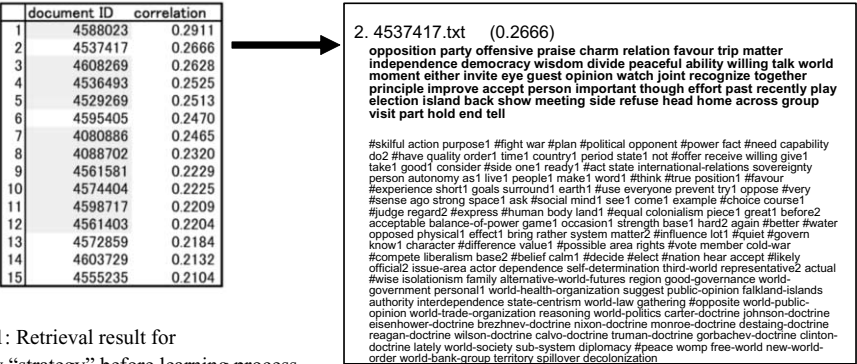 document ID correlation
1 4588023 0.2911
2 4537417 0.2666
3 4608269 0.2628
4 4536493 0.2525
5 4529269 0.2513
6 4595405 0.2470
7 4080886 0.2465
8 4088702 0.2320
9 4561581 0.2229
10 4574404 0.2225
11 4598717 0.2209
12 4561403 0.2204
13 4572859 0.2184
14 4603729 0.2132
15 4555235 0.2104
2. 4537417.txt (0.2666)
opposition party offensive praise charm relation favour trip matter
independence democracy wisdom divide peaceful ability willing talk world
moment either invite eye guest opinion watch joint recognize together
principle improve accept person important though effort past recently play
election island back show meeting side refuse head home across group
visit part hold end tell
#skilful action purpose1 #fight war #plan #political opponent #power fact #need capability
do2 #have quality order1 time1 country1 period state1 not #offer receive willing give1
take1 good1 consider #side one1 ready1 #act state international-relations sovereignty
person autonomy as1 live1 people1 make1 word1 #think #true position1 #favour
#experience short1 goals surround1 earth1 #use everyone prevent try1 oppose #very
#sense ago strong space1 ask #social mind1 see1 come1 example #choice course1
#judge regard2 #express #human body land1 #equal colonialism piece1 great1 before2
acceptable balance-of-power game1 occasion1 strength base1 hard2 again #better #water
opposed physical1 effect1 bring rather system matter2 #influence lot1 #quiet #govern
know1 character #difference value1 #possible area rights #vote member cold-war
#compete liberalism base2 #belief calm1 #decide #elect #nation hear accept #likely
official2 issue-area actor dependence self-determination third-world representative2 actual
#wise isolationism family alternative-world-futures region good-governance world-
government personal1 world-health-organization suggest public-opinion falkland-islands
authority interdependence state-centrism world-law gathering #opposite world-public-
opinion world-trade-organization reasoning world-politics carter-doctrine johnson-doctrine
eisenhower-doctrine brezhnev-doctrine nixon-doctrine monroe-doctrine destaing-doctrine
reagan-doctrine wilson-doctrine calvo-doctrine truman-doctrine gorbachev-doctrine clinton-
doctrine lately world-society sub-system diplomacy #peace womp free-world new-world-
order world-bank-group territory spillover decolonization
1: Retrieval result for
"strategy" before learning process